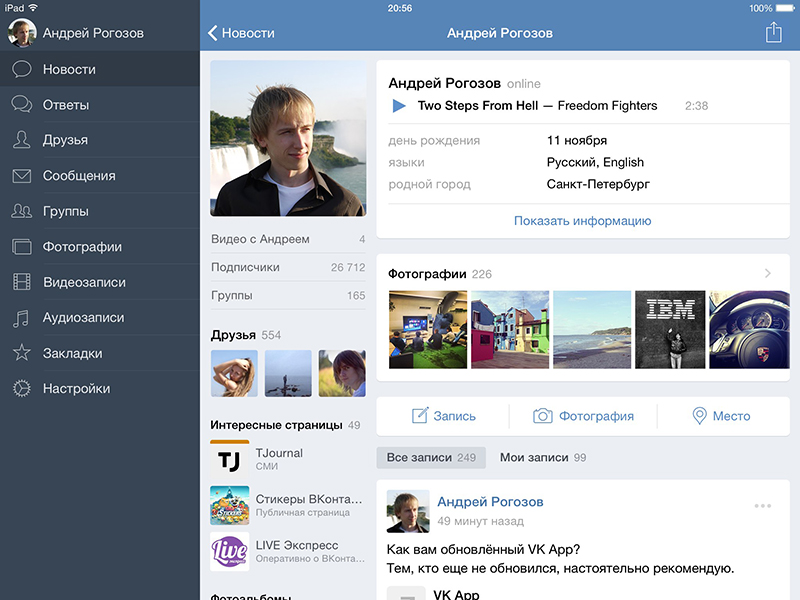 iPad
20:56
100%
Андрей Рогозов
Новости
Ответы
Друзья
Сообщения
Группы
Фотографии
Видеозаписи
Аудиозаписи
Закладки
Настройки
Новости
Андрей Рогозов
Видео с Андреем 4
Подписчики 26 712
Группы 165
Друзья 554
Интересные страницы 49
TJ
TJournal
СМИ
Стикеры ВКонта...
Публичная страница
Live
LIVE Экспресс
Оперативно о ВКонта...
Фотоальбомы
Андрей Рогозов online
Two Steps From Hell — Freedom Fighters 2:38
день рождения 11 ноября
языки Русский, English
родной город Санкт-Петербург
Показать информацию
Фотографии 226
IBM
Запись
Фотография
Место
Все записи 249
Мои записи 99
Андрей Рогозов
49 минут назад
Как вам обновлённый VK App?
Тем, кто еще не обновился, настоятельно рекомендую.
VK App